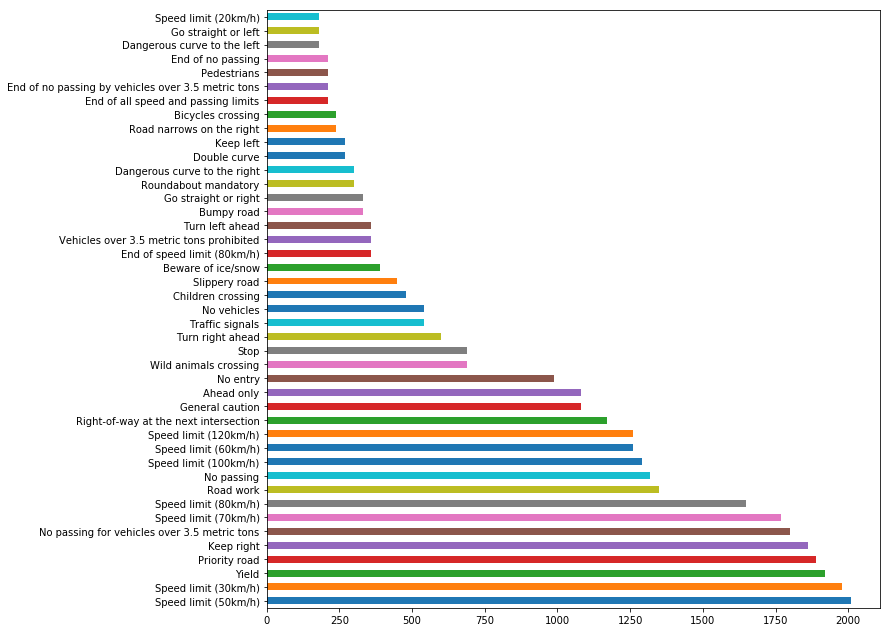 Speed limit (20km/h)
Go straight or left
Dangerous curve to the left
End of no passing
Pedestrians
End of no passing by vehicles over 3.5 metric tons
End of all speed and passing limits
Bicycles crossing
Road narrows on the right
Keep left
Double curve
Dangerous curve to the right
Roundabout mandatory
Go straight or right
Bumpy road
Turn left ahead
Vehicles over 3.5 metric tons prohibited
End of speed limit (80km/h)
Beware of ice/snow
Slippery road
Children crossing
No vehicles
Traffic signals
Turn right ahead
Stop
Wild animals crossing
No entry
Ahead only
General caution
Right-of-way at the next intersection
Speed limit (120km/h)
Speed limit (60km/h)
Speed limit (100km/h)
No passing
Road work
Speed limit (80km/h)
Speed limit (70km/h)
No passing for vehicles over 3.5 metric tons
Keep right
Priority road
Yield
Speed limit (30km/h)
Speed limit (50km/h)
0 250 500 750 1000 1250 1500 1750 2000